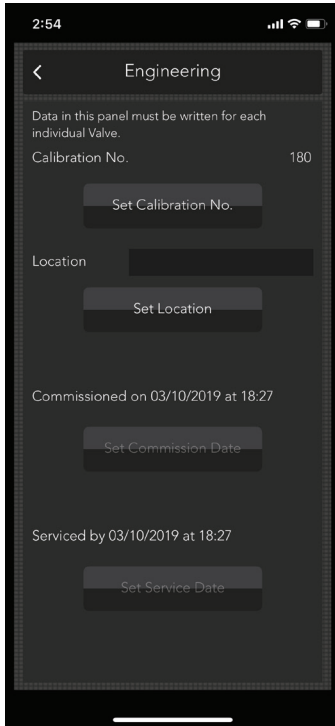 2:54
Engineering
Data in this panel must be written for each
individual Valve.
Calibration No. 180
Set Calibration No.
Location
Set Location
Commissioned on 03/10/2019 at 18:27
Set Commission Date
Serviced by 03/10/2019 at 18:27
Set Service Date